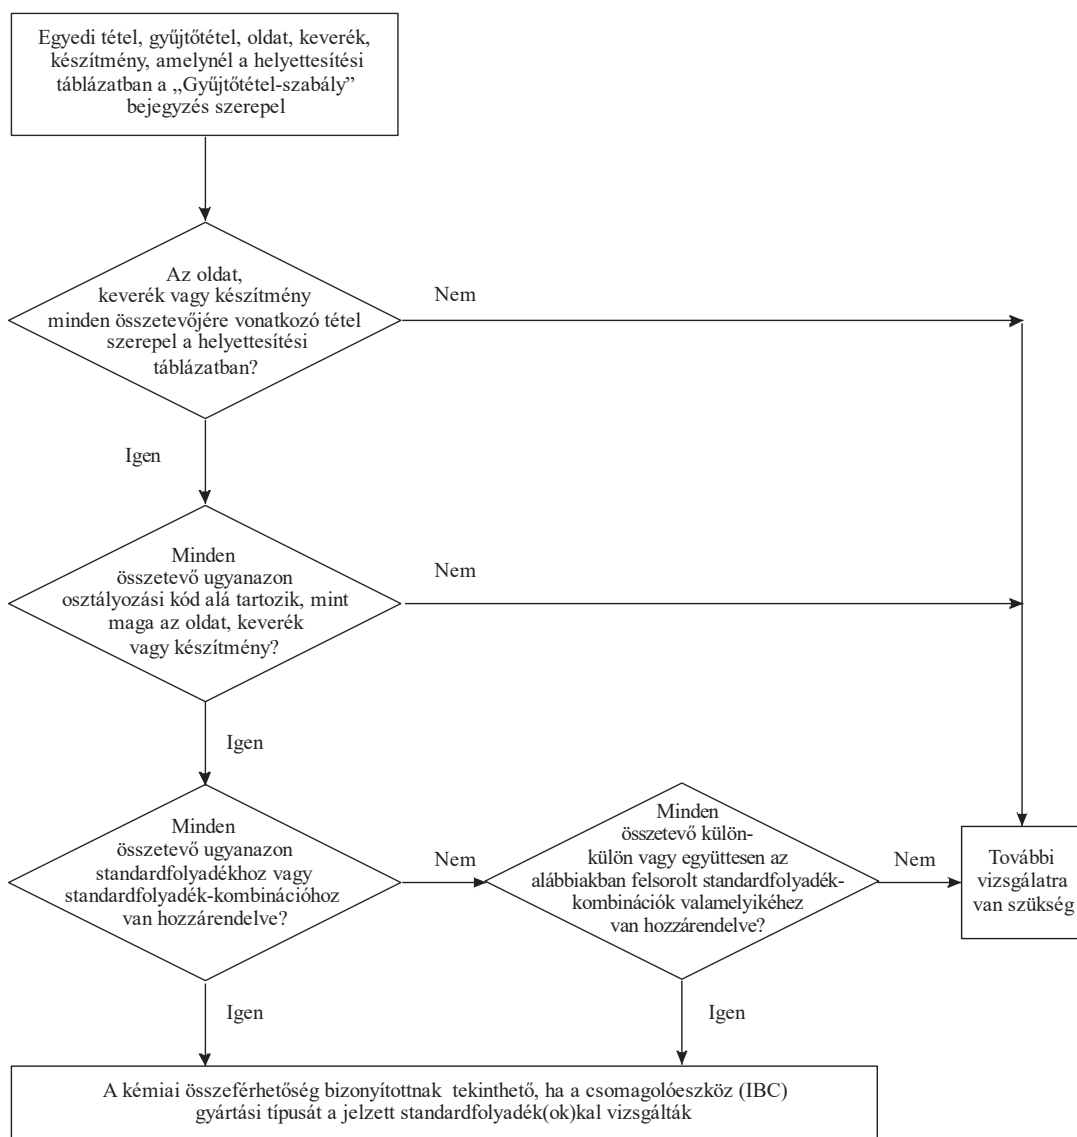 Egyedi tétel, gyűjtőtétel, oldat, keverék,
készítmény, amelynél a helyettesítési
táblázatban a „Gyűjtőtétel-szabály”
bejegyzés szerepel
Az oldat,
keverék vagy készítmény
minden összetevőjére vonatkozó tétel
szerepel a helyettesítési
táblázatban?
Nem
Igen
Minden
összetevő ugyanazon
osztályozási kód alá tartozik, mint
maga az oldat, keverék
vagy készítmény?
Nem
Igen
Minden
összetevő ugyanazon
standardfolyadékhoz vagy
standardfolyadék-kombinációhoz
van hozzárendelve?
Nem
Minden
összetevő külön-
külön vagy együttesen az
alábbiakban felsorolt standardfolyadék-
kombinációk valamelyikéhez
van hozzárendelve?
Nem
További
vizsgálatra
van szükség
Igen
Igen
A kémiai összeférhetőség bizonyítottnak tekinthető, ha a csomagolóeszköz (IBC)
gyártási típusát a jelzett standardfolyadék(ok)kal vizsgálták